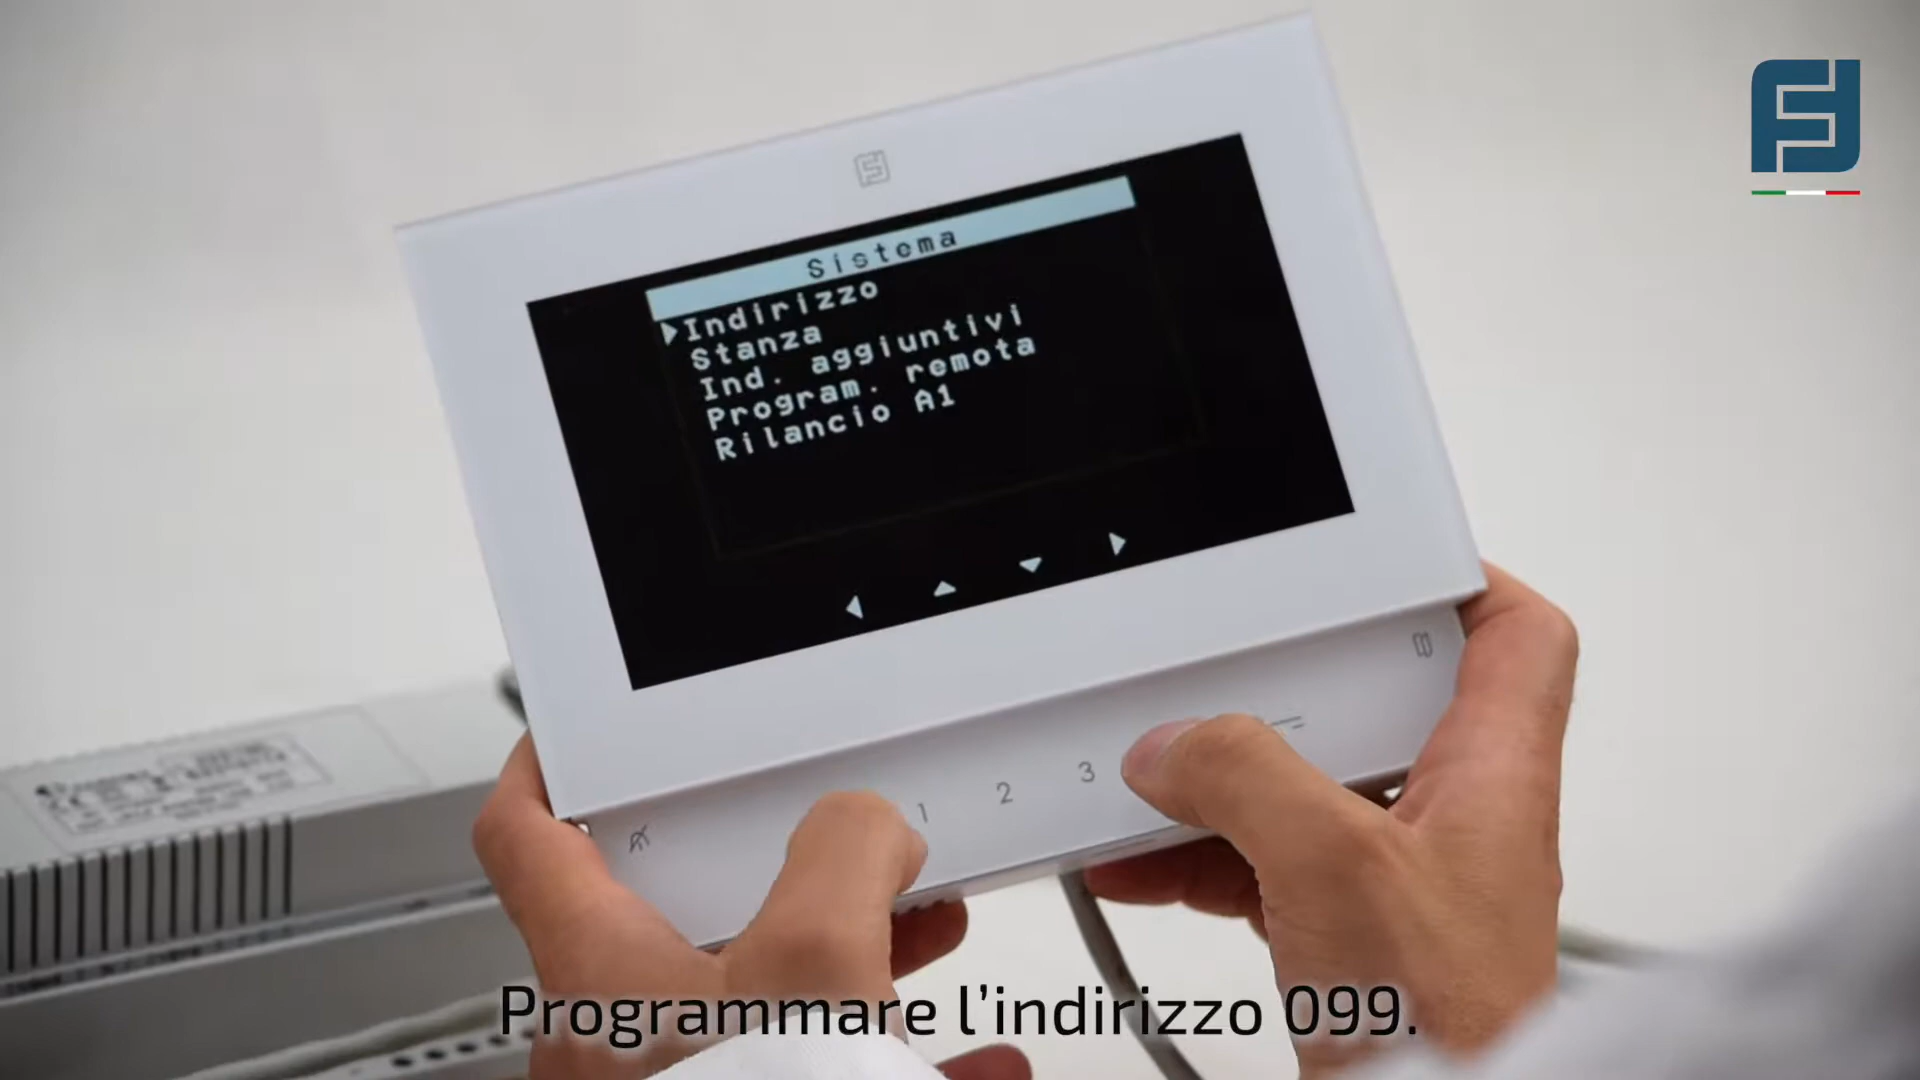 Sistema
Indirizzo
Stanza
Ind. aggiuntivi
Program. remota
Rilancio A1
1 2 3
Programmare l’indirizzo 099.